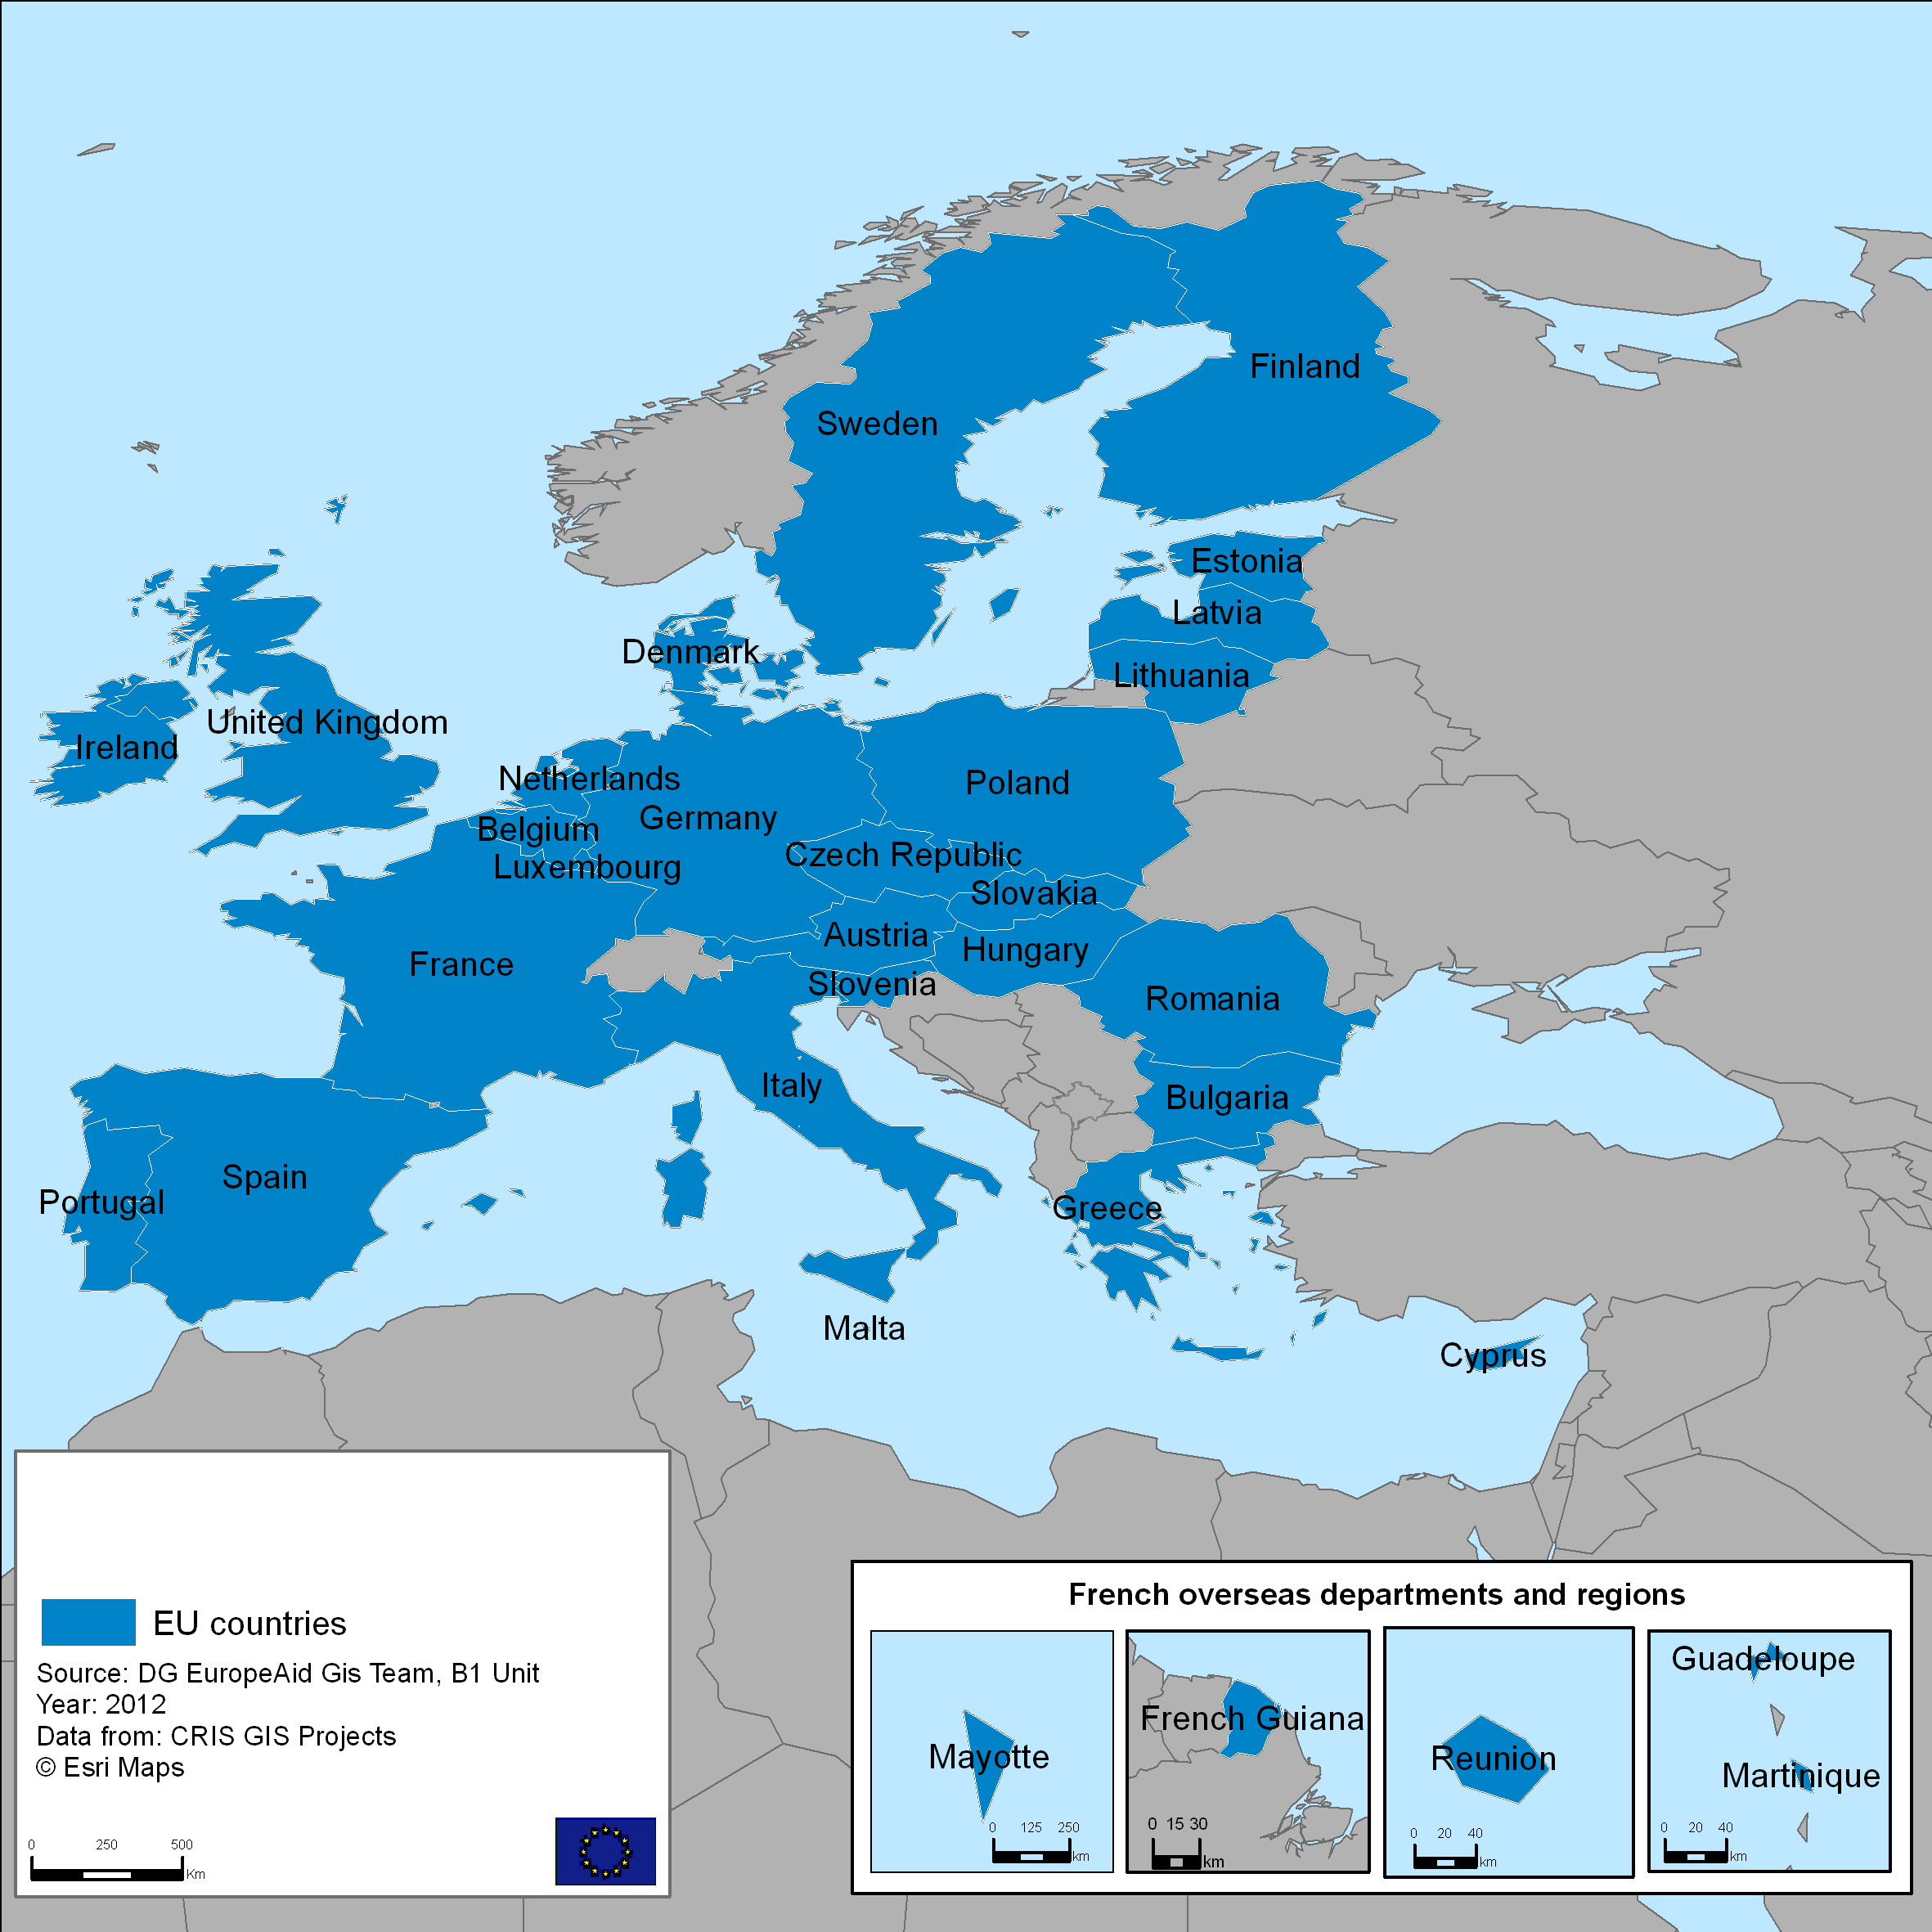 Finland
Sweden
Estonia
Latvia
Denmark
Lithuania
United Kingdom
Ireland
Netherlands
Poland
Germany
Belgium
Czech Republic
Luxembourg
Slovakia
Austria
Hungary
France
Slovenia
Romania
Italy
Bulgaria
Spain
Portugal
Greece
Malta
Cyprus
EU countries
Source: DG EuropeAid Gis Team, B1 Unit
Year: 2012
Data from: CRIS GIS Projects
© Esri Maps
0 250 500
Km
French overseas departments and regions
Mayotte
0 125 250
km
French Guiana
0 15 30
km
Reunion
0 20 40
km
Guadeloupe
Martinique
0 20 40
km